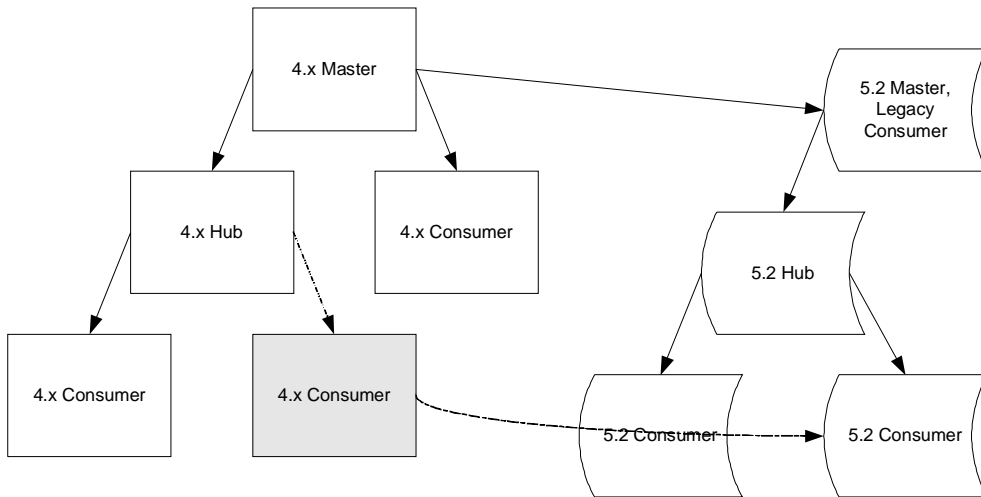 4.x Master
5.2 Master,
Legacy
Consumer
4.x Hub
4.x Consumer
5.2 Hub
4.x Consumer
4.x Consumer
5.2 Consumer
5.2 Consumer